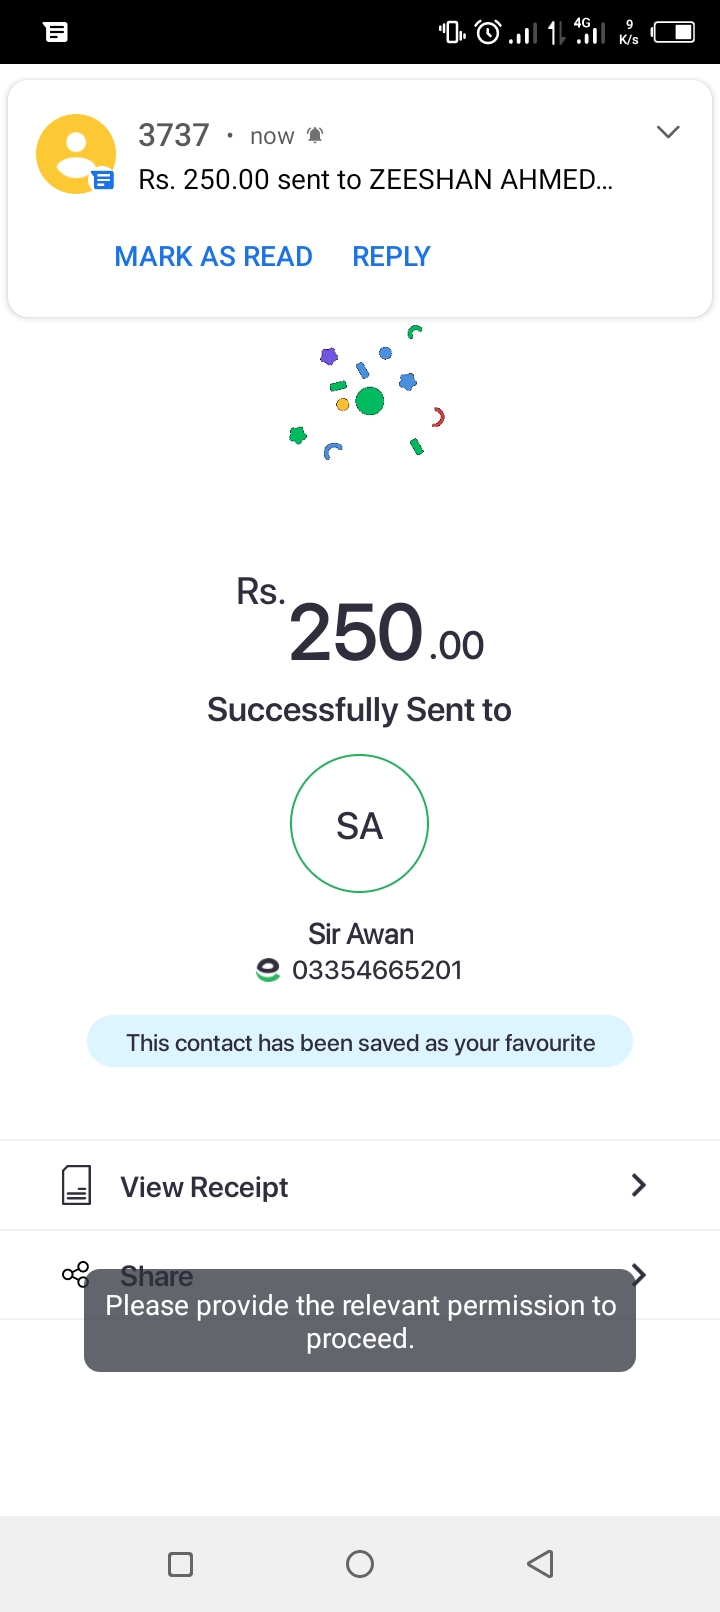 4G
9
K/s
3737 · now
Rs. 250.00 sent to ZEESHAN AHMED...
MARK AS READ REPLY
Rs. 250.00
Successfully Sent to
SA
Sir Awan
03354665201
This contact has been saved as your favourite
View Receipt
Share
Please provide the relevant permission to
proceed.